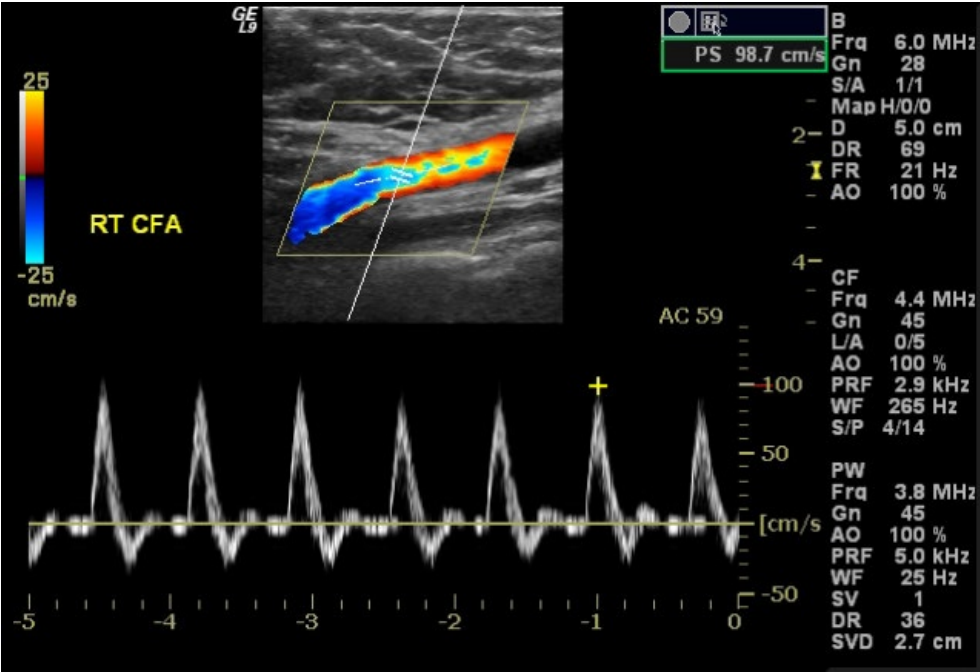 GE
L9
25
-25
cm/s
RT CFA
PS 98.7 cm/s
2
4
AC 59
100
50
[cm/s
-50
-5 -4 -3 -2 -1 0
B
Frq 6.0 MHz
Gn 28
S/A 1/1
Map H/0/0
D 5.0 cm
DR 69
FR 21 Hz
AO 100 %
CF
Frq 4.4 MHz
Gn 45
L/A 0/5
AO 100 %
PRF 2.9 kHz
WF 265 Hz
S/P 4/14
PW
Frq 3.8 MHz
Gn 45
AO 100 %
PRF 5.0 kHz
WF 25 Hz
SV 1
DR 36
SVD 2.7 cm